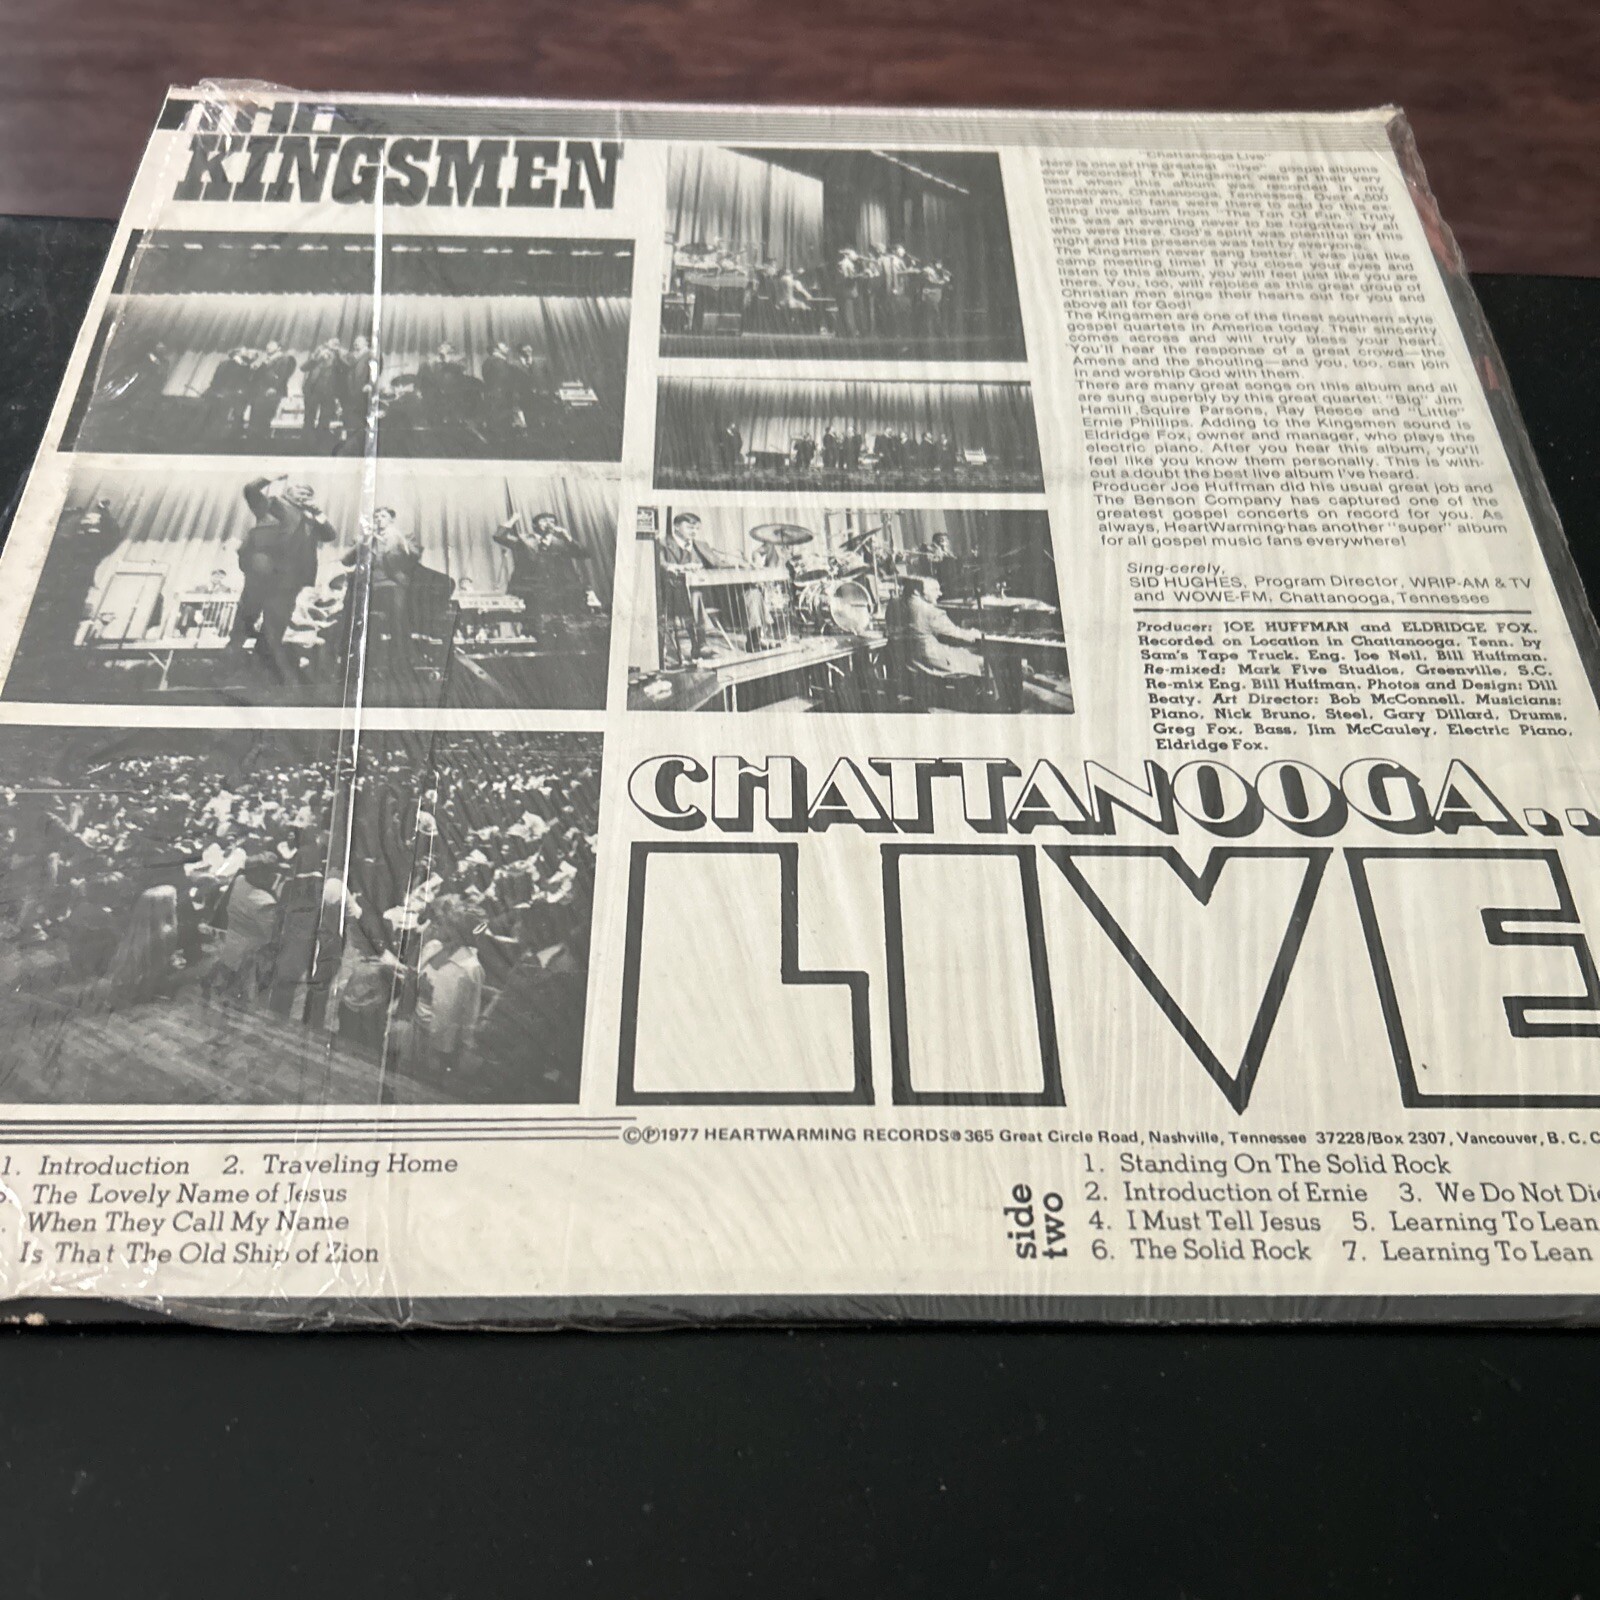 THE
KINGSMEN
"Chattanooga Live"
Here is one of the greatest "live" gospel albums
ever recorded! The Kingsmen were at their very
best when this album was recorded in my
hometown, Chattanooga, Tennessee. Over 4,500
gospel music fans were there to add to this ex-
citing live album from "The Ton Of Fun." Truly
this was an evening never to be forgotten by all
who were there. God's spirit was plentiful on this
night and His presence was felt by everyone.
The Kingsmen never sang better; it was just like
camp meeting time! If you close your eyes and
listen to this album, you will feel just like you are
there. You, too, will rejoice as this great group of
Christian men sings their hearts out for you and
above all for God!
The Kingsmen are one of the finest southern style
gospel quartets in America today. Their sincerity
comes across and will truly bless your heart.
You'll hear the response of a great crowd—the
Amens and the shouting—and you, too, can join
in and worship God with them.
There are many great songs on this album and all
are sung superbly by this great quartet: "Big" Jim
Hamill, Squire Parsons, Ray Reece and "Little"
Ernie Phillips. Adding to the Kingsmen sound is
Eldridge Fox, owner and manager, who plays the
electric piano. After you hear this album, you'll
feel like you know them personally. This is with-
out a doubt the best live album I've heard.
Producer Joe Huffman did his usual great job and
The Benson Company has captured one of the
greatest gospel concerts on record for you. As
always, HeartWarming has another "super" album
for all gospel music fans everywhere!
Sing-cerely,
SID HUGHES, Program Director, WRIP-AM & TV
and WOWE-FM, Chattanooga, Tennessee
Producer: JOE HUFFMAN and ELDRIDGE FOX.
Recorded on Location in Chattanooga, Tenn. by
Sam's Tape Truck. Eng. Joe Neil, Bill Huffman.
Re-mixed: Mark Five Studios, Greenville, S.C.
Re-mix Eng. Bill Huffman. Photos and Design: Dill
Beaty. Art Director: Bob McConnell. Musicians:
Piano, Nick Bruno, Steel, Gary Dillard, Drums,
Greg Fox, Bass, Jim McCauley, Electric Piano,
Eldridge Fox.
CHATTANOOGA..
LIVE
©℗1977 HEARTWARMING RECORDS® 365 Great Circle Road, Nashville, Tennessee 37228/Box 2307, Vancouver, B.C. C
1. Introduction 2. Traveling Home
The Lovely Name of Jesus
When They Call My Name
Is That The Old Ship of Zion
side two
1. Standing On The Solid Rock
2. Introduction of Ernie 3. We Do Not Die
4. I Must Tell Jesus 5. Learning To Lean
6. The Solid Rock 7. Learning To Lean